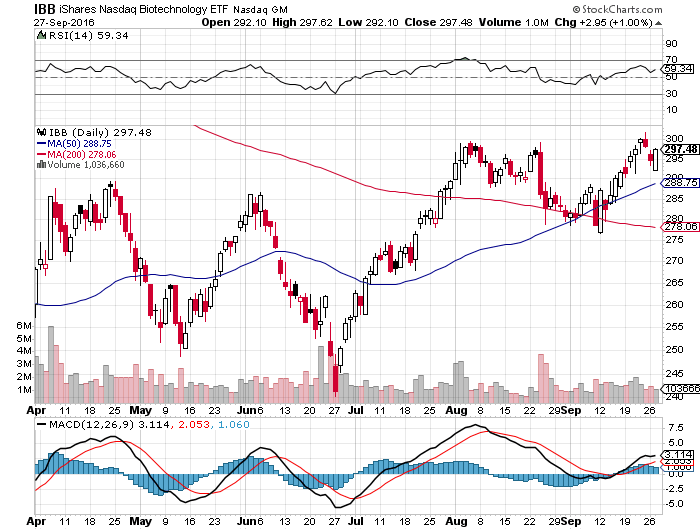 IBB iShares Nasdaq Biotechnology ETF Nasdaq GM © StockCharts.com
27-Sep-2016 Open 292.10 High 297.62 Low 292.10 Close 297.48 Volume 1.0M Chg +2.95 (+1.00%)
RSI(14) 59.34
90
70
59.34
50
30
10
IBB (Daily) 297.48
MA(50) 288.75
MA(200) 278.06
Volume 1,036,660
300
297.48
295
288.75
285
280
278.06
275
270
265
260
255
250
245
240
6M
5M
4M
3M
2M
1M
1036660
Apr 11 18 25 May 9 16 23 Jun 6 13 20 27 Jul 11 18 25 Aug 8 15 22 29 Sep 12 19 26
MACD(12,26,9) 3.114, 2.053, 1.060
7.5
5.0
3.114
2.053
1.060
0.0
-2.5
-5.0
Apr 11 18 25 May 9 16 23 Jun 6 13 20 27 Jul 11 18 25 Aug 8 15 22 29 Sep 12 19 26